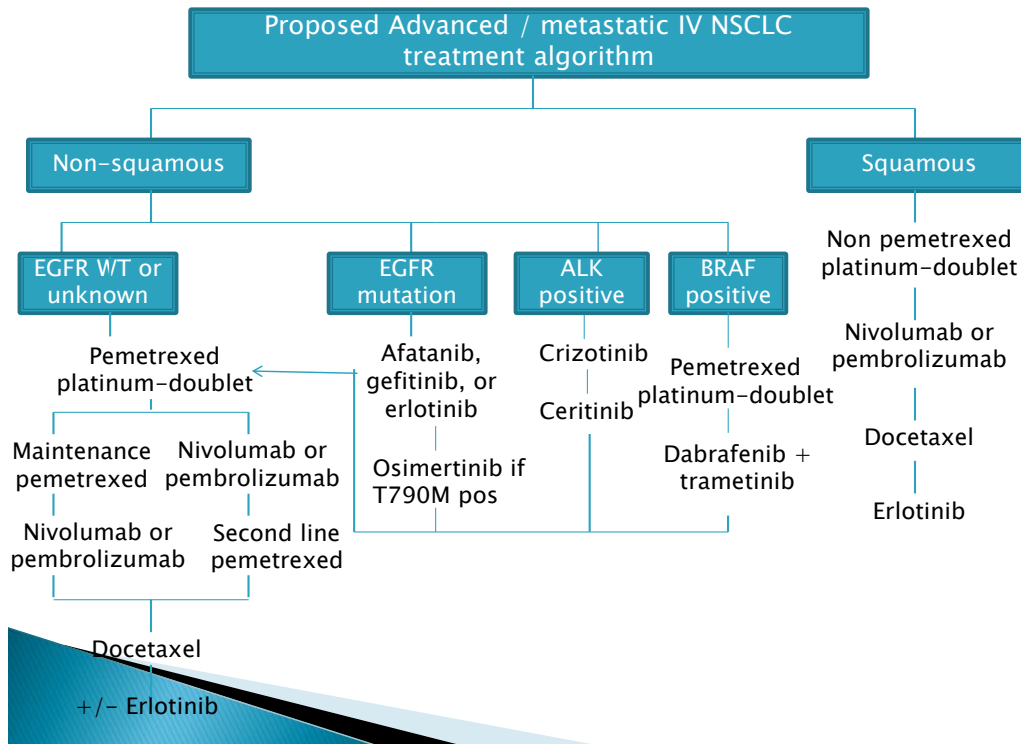 Proposed Advanced / metastatic IV NSCLC
treatment algorithm
Non-squamous
Squamous
EGFR WT or
unknown
EGFR
mutation
ALK
positive
BRAF
positive
Pemetrexed
platinum-doublet
Maintenance
pemetrexed
Nivolumab or
pembrolizumab
Nivolumab or
pembrolizumab
Second line
pemetrexed
Docetaxel
+/- Erlotinib
Afatanib,
gefitinib, or
erlotinib
Osimertinib if
T790M pos
Crizotinib
Ceritinib
Pemetrexed
platinum-doublet
Dabrafenib +
trametinib
Non pemetrexed
platinum-doublet
Nivolumab or
pembrolizumab
Docetaxel
Erlotinib